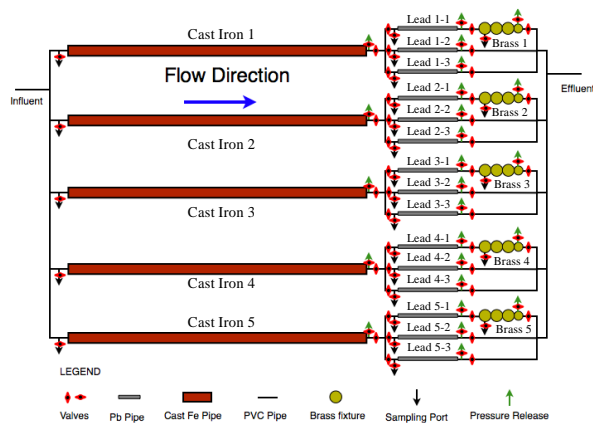 Cast Iron 1
Lead 1-1
Lead 1-2
Brass 1
Lead 1-3
Flow Direction
Influent
Effluent
Lead 2-1
Lead 2-2
Brass 2
Cast Iron 2
Lead 2-3
Lead 3-1
Lead 3-2
Brass 3
Cast Iron 3
Lead 3-3
Lead 4-1
Lead 4-2
Brass 4
Cast Iron 4
Lead 4-3
Lead 5-1
Cast Iron 5
Lead 5-2
Brass 5
Lead 5-3
LEGEND
Valves
Pb Pipe
Cast Fe Pipe
PVC Pipe
Brass fixture
Sampling Port
Pressure Release